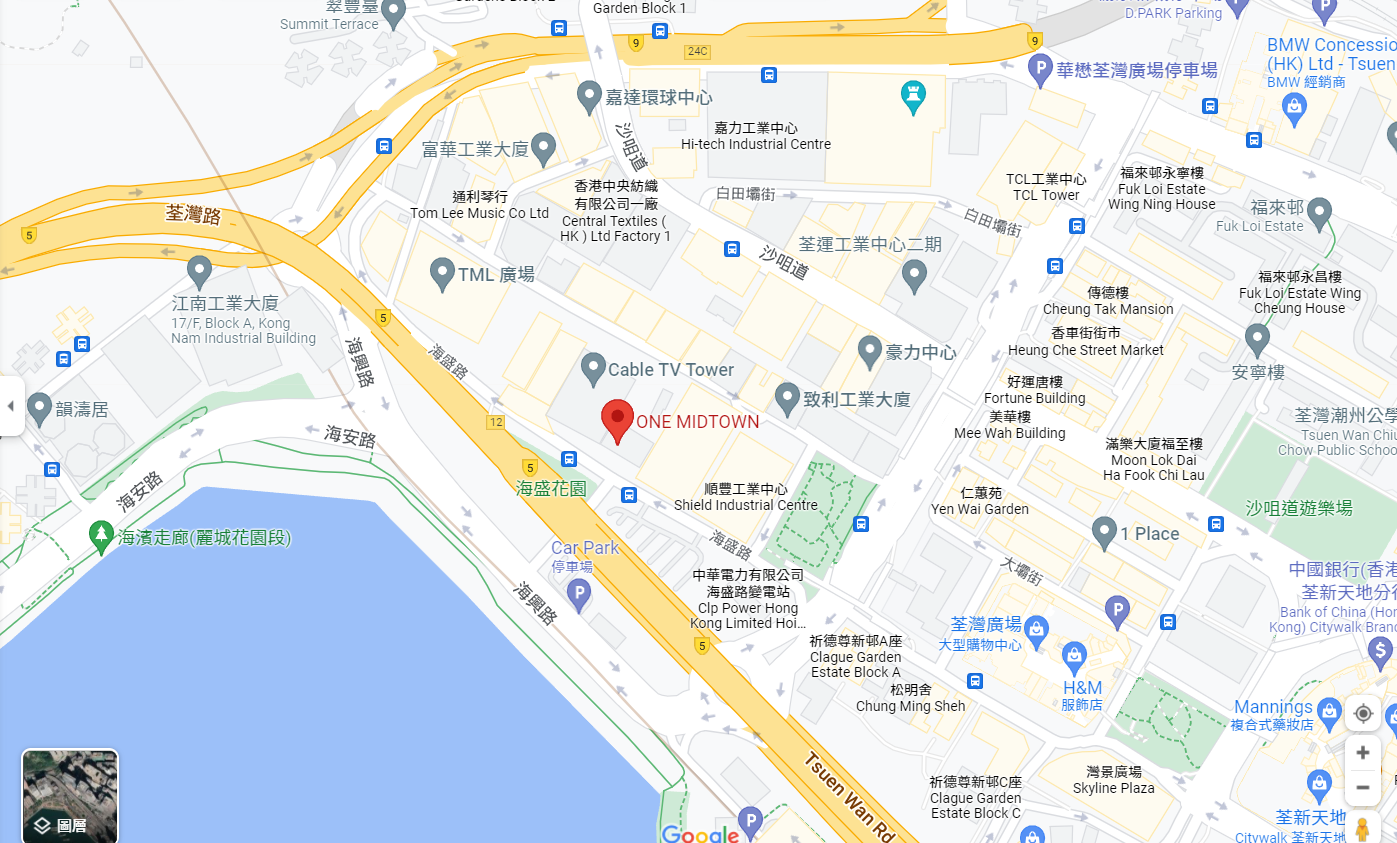 翠豐臺
Summit Terrace
Garden Block 1
D.PARK Parking
9
24C
9
BMW Concessio
(HK) Ltd - Tsuen
BMW 經銷商
華懋荃灣廣場停車場
嘉達環球中心
沙咀道
嘉力工業中心
Hi-tech Industrial Centre
富華工業大廈
通利琴行
Tom Lee Music Co Ltd
香港中央紡織
有限公司一廠
Central Textiles (
HK ) Ltd Factory 1
白田壩街
白田壩街
TCL工業中心
TCL Tower
福來邨永寧樓
Fuk Loi Estate
Wing Ning House
福來邨
Fuk Loi Estate
荃灣路
5
荃運工業中心二期
沙咀道
TML 廣場
江南工業大廈
17/F, Block A, Kong
Nam Industrial Building
5
傳德樓
Cheung Tak Mansion
福來邨永昌樓
Fuk Loi Estate Wing
Cheung House
香車街街市
Heung Che Street Market
海興路
海盛路
Cable TV Tower
豪力中心
安寧樓
好運唐樓
Fortune Building
韻濤居
致利工業大廈
ONE MIDTOWN
美華樓
Mee Wah Building
荃灣潮州公學
Tsuen Wan Chiu
Chow Public School
12
海安路
滿樂大廈福至樓
Moon Lok Dai
Ha Fook Chi Lau
5
海盛花園
順豐工業中心
Shield Industrial Centre
海安路
仁蕙苑
Yen Wai Garden
沙咀道遊樂場
海濱走廊(麗城花園段)
Car Park
停車場
海盛路
1 Place
大壩街
中華電力有限公司
海盛路變電站
Clp Power Hong
Kong Limited Hoi...
中國銀行(香港
荃新天地分行
Bank of China (Hon
Kong) Citywalk Branc
海興路
5
祈德尊新邨A座
Clague Garden
Estate Block A
荃灣廣場
大型購物中心
松明舍
Chung Ming Sheh
H&M
服飾店
Mannings
複合式藥妝店
Tsuen Wan Rd
祈德尊新邨C座
Clague Garden
Estate Block C
灣景廣場
Skyline Plaza
荃新天地
Citywalk 荃新天地
圖層
Google